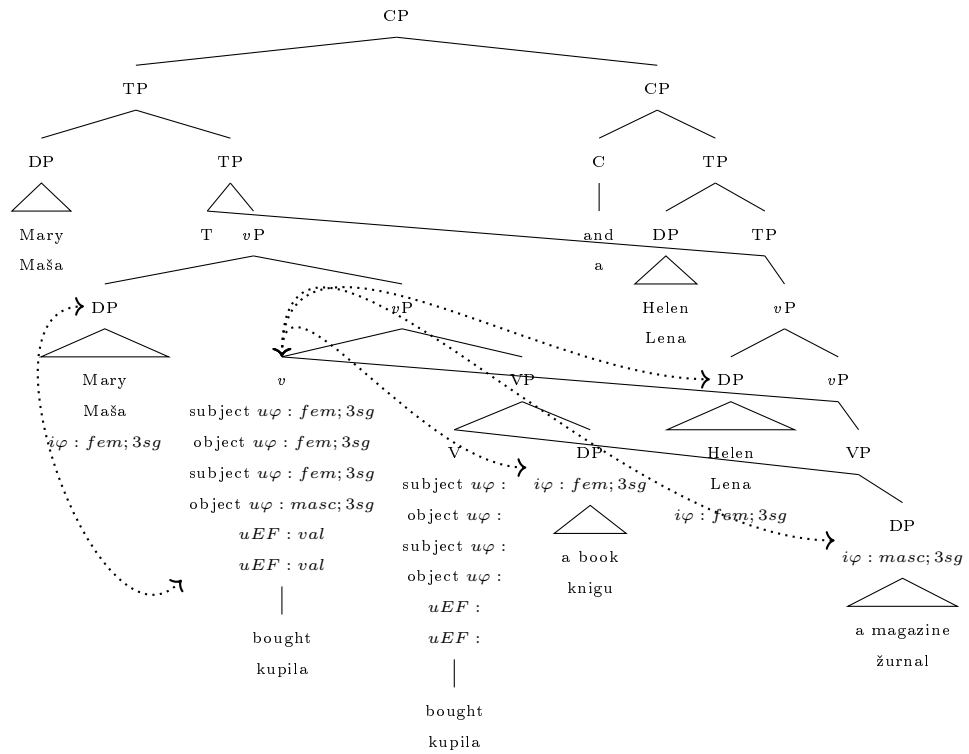 CP
TP CP
DP TP C TP
Mary T vP and DP TP
Maša a
DP vP Helen vP
Lena
Mary v VP DP vP
Maša subject uφ : fem; 3sg
iφ : fem; 3sg object uφ : fem; 3sg V DP Helen VP
subject uφ : fem; 3sg subject uφ : iφ : fem; 3sg Lena
object uφ : masc; 3sg object uφ : iφ : fem; 3sg DP
uEF : val subject uφ : a book iφ : masc; 3sg
uEF : val object uφ : knigu
uEF :
bought uEF : a magazine
kupila žurnal
bought
kupila